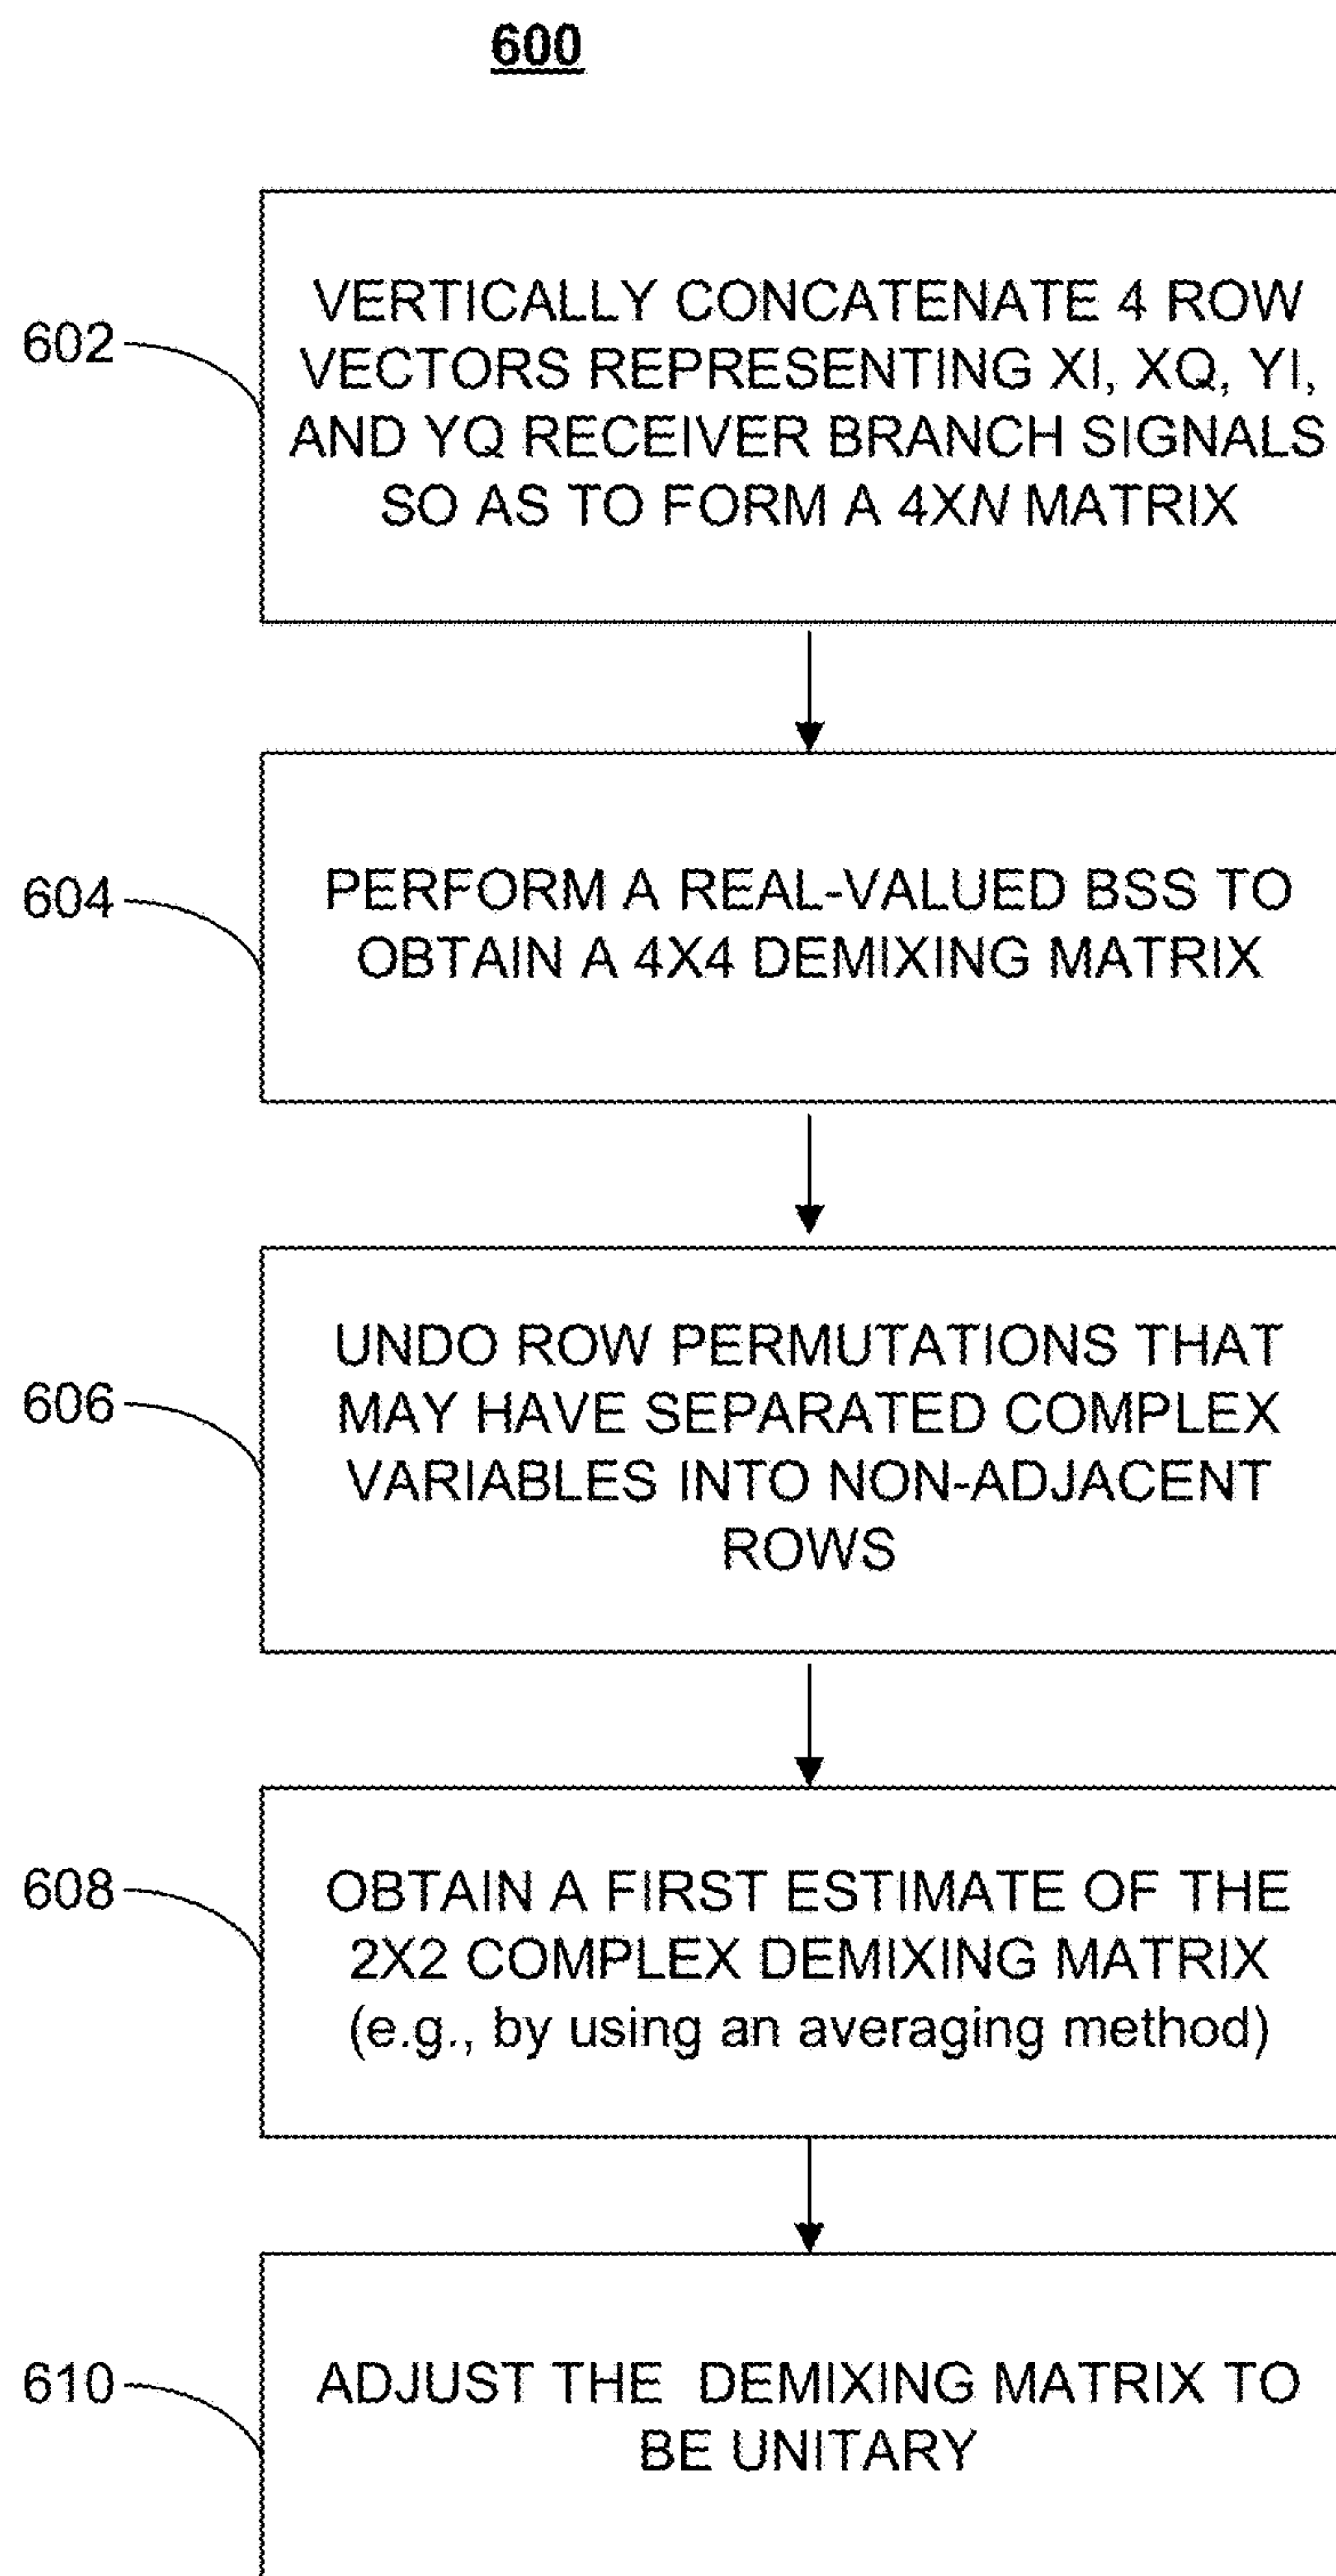 600
602
VERTICALLY CONCATENATE 4 ROW
VECTORS REPRESENTING XI, XQ, YI,
AND YQ RECEIVER BRANCH SIGNALS
SO AS TO FORM A 4XN MATRIX
604
PERFORM A REAL-VALUED BSS TO
OBTAIN A 4X4 DEMIXING MATRIX
606
UNDO ROW PERMUTATIONS THAT
MAY HAVE SEPARATED COMPLEX
VARIABLES INTO NON-ADJACENT
ROWS
608
OBTAIN A FIRST ESTIMATE OF THE
2X2 COMPLEX DEMIXING MATRIX
(e.g., by using an averaging method)
610
ADJUST THE DEMIXING MATRIX TO
BE UNITARY